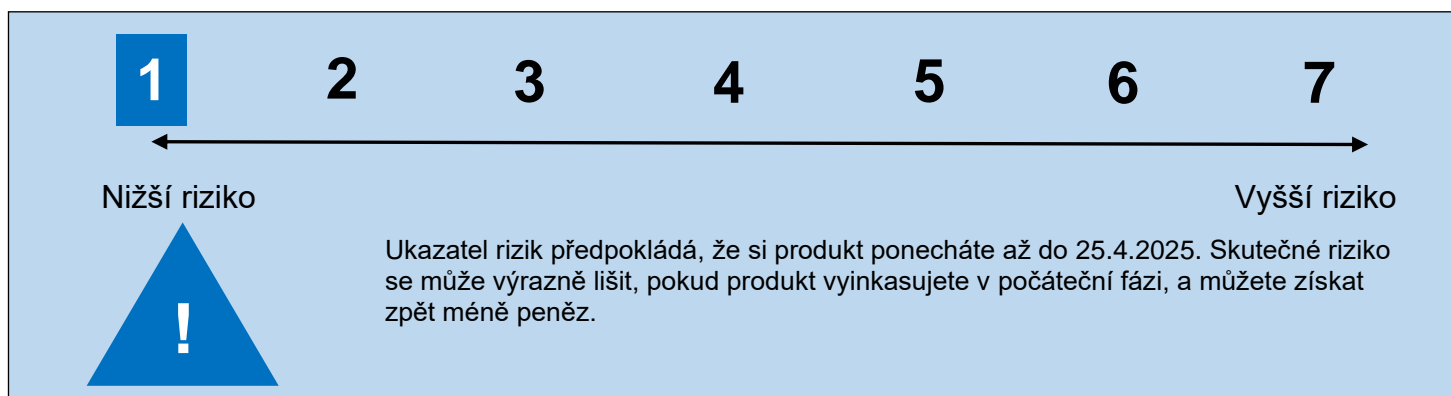 1 2 3 4 5 6 7
Nižší riziko Vyšší riziko
Ukazatel rizik předpokládá, že si produkt ponecháte až do 25.4.2025. Skutečné riziko
se může výrazně lišit, pokud produkt vyinkasujete v počáteční fázi, a můžete získat
zpět méně peněz.
!